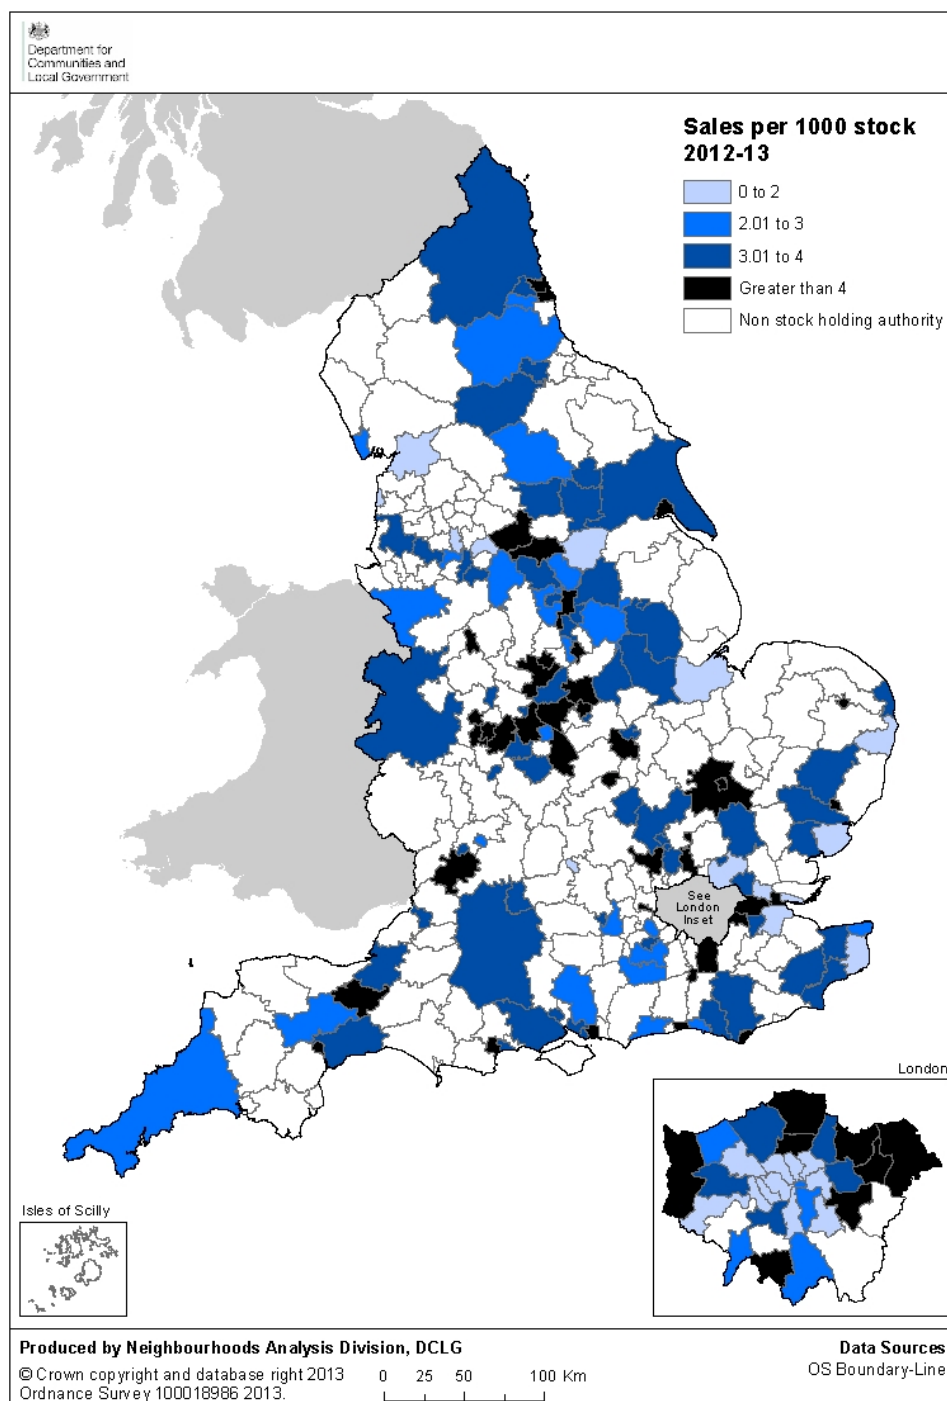 Department for
Communities and
Local Government
Sales per 1000 stock
2012-13
0 to 2
2.01 to 3
3.01 to 4
Greater than 4
Non stock holding authority
See
London
Inset
London
Isles of Scilly
Produced by Neighbourhoods Analysis Division, DCLG
Data Sources
© Crown copyright and database right 2013
OS Boundary-Line
Ordnance Survey 100018986 2013.
0 25 50 100 Km